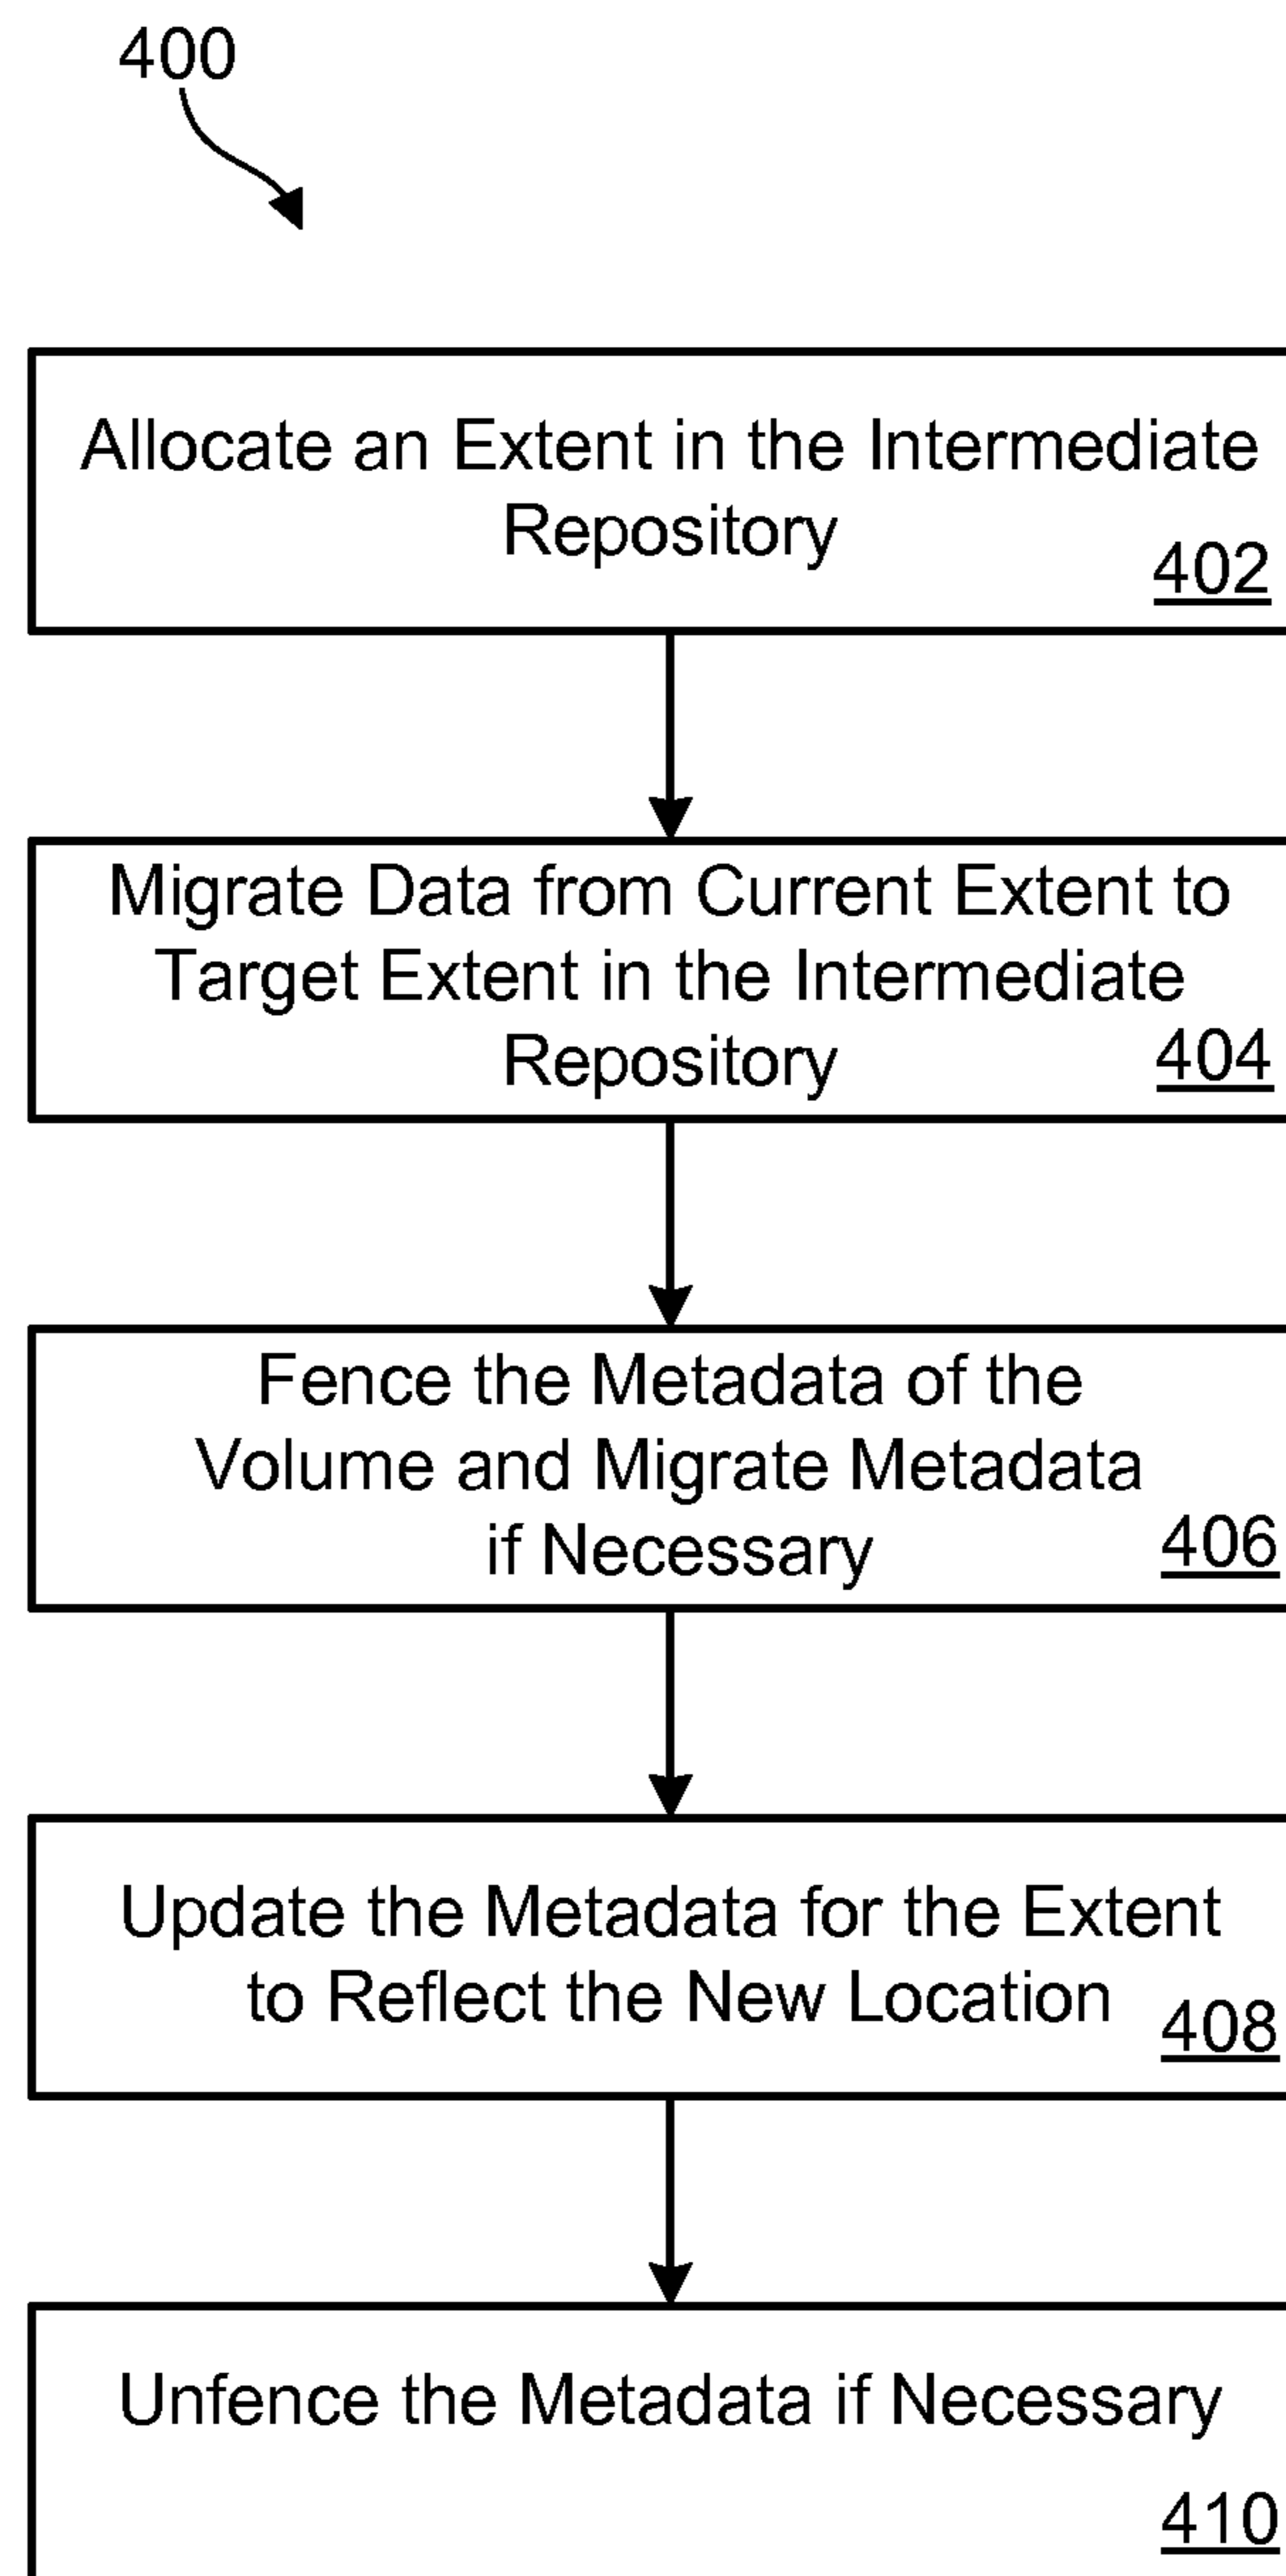 400
Allocate an Extent in the Intermediate
Repository
402
Migrate Data from Current Extent to
Target Extent in the Intermediate
Repository
404
Fence the Metadata of the
Volume and Migrate Metadata
if Necessary
406
Update the Metadata for the Extent
to Reflect the New Location
408
Unfence the Metadata if Necessary
410